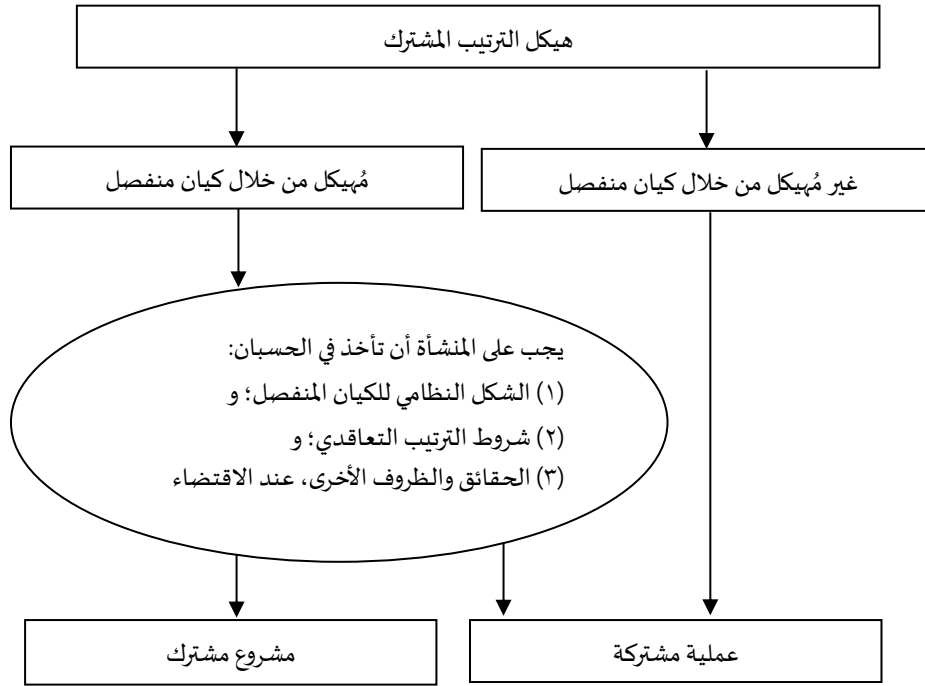 هيكل الترتيب المشترك
غير مُهيكل من خلال كيان منفصل
مُهيكل من خلال كيان منفصل
يجب على المنشأة أن تأخذ في الحسبان:
(١) الشكل النظامي للكيان المنفصل؛ و
(٢) شروط الترتيب التعاقدي؛ و
(٣) الحقائق والظروف الأخرى، عند الاقتضاء
عملية مشتركة
مشروع مشترك